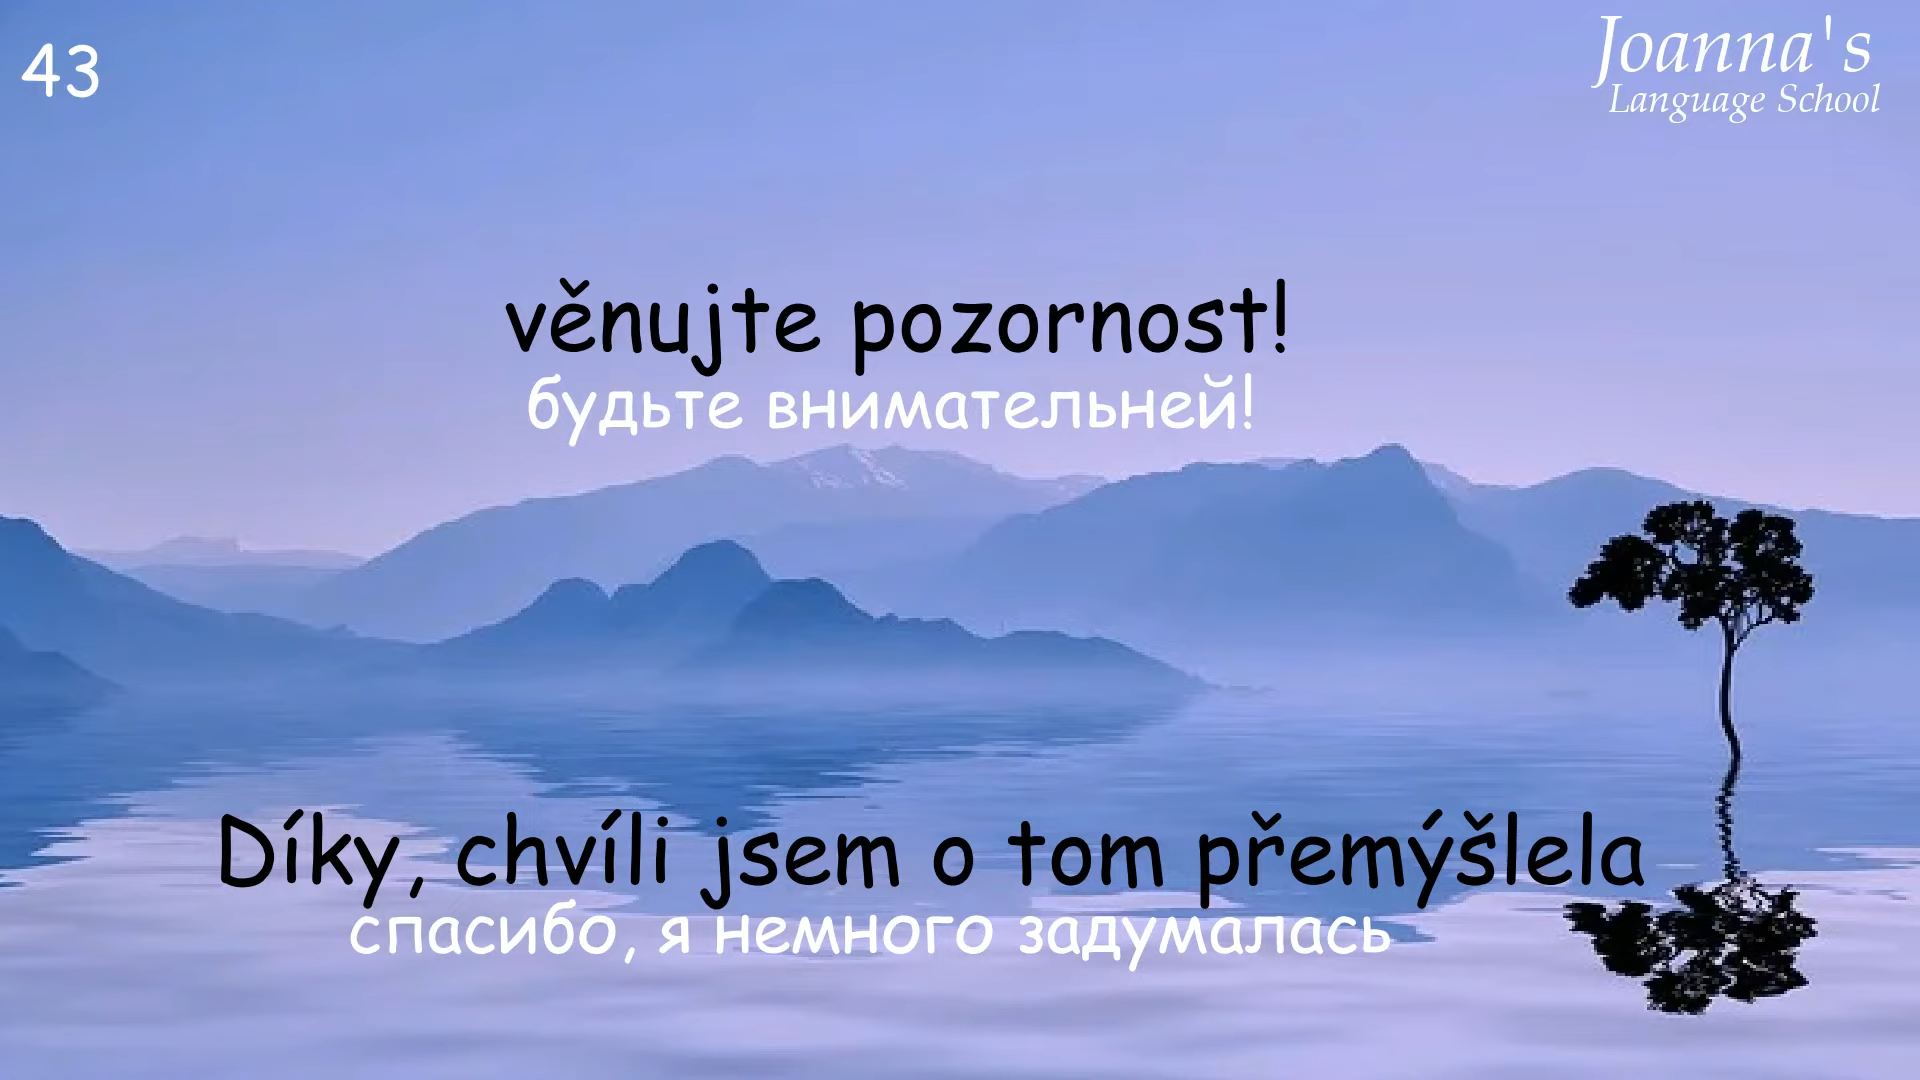 43
Joanna's
Language School
věnujte pozornost!
будьте внимательней!
Díky, chvíli jsem o tom přemýšlela
спасибо, я немного задумалась